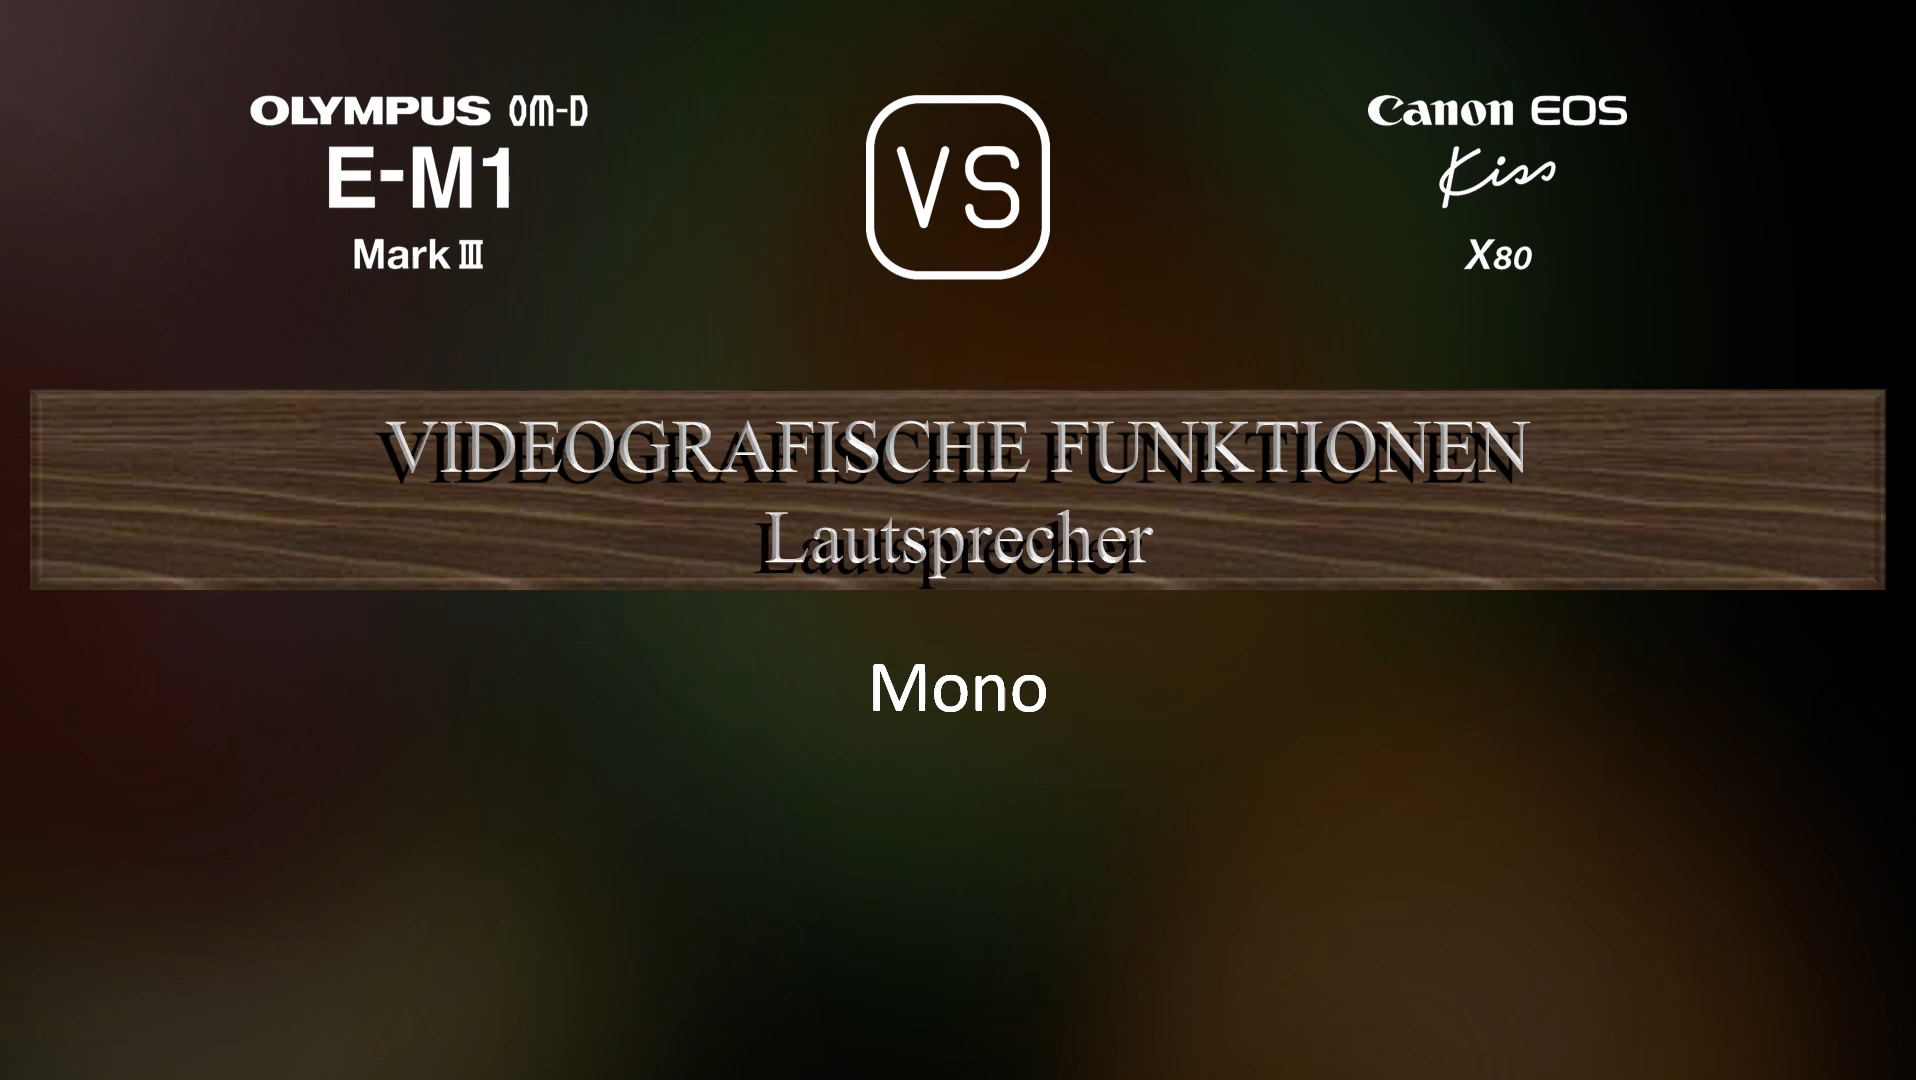 OLYMPUS OM-D
E-M1
Mark III
VS
Canon EOS
Kiss
X80
VIDEOGRAFISCHE FUNKTIONEN
Lautsprecher
Mono